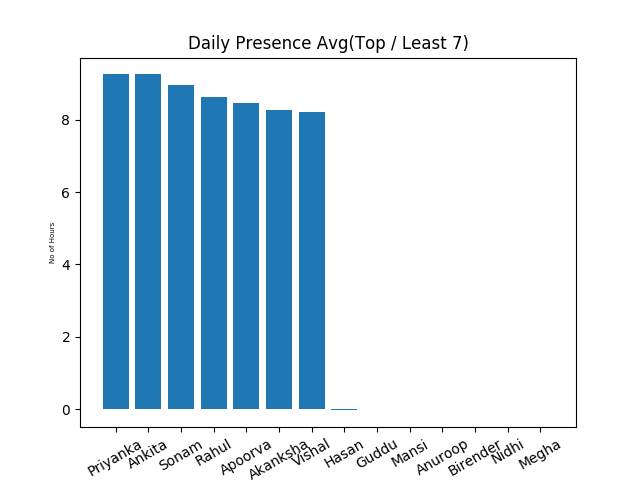 Daily Presence Avg(Top / Least 7)
8
6
4
2
0
No of Hours
Priyanka
Ankita
Sonam
Rahul
Apoorva
Akanksha
Vishal
Hasan
Guddu
Mansi
Anuroop
Birender
Nidhi
Megha